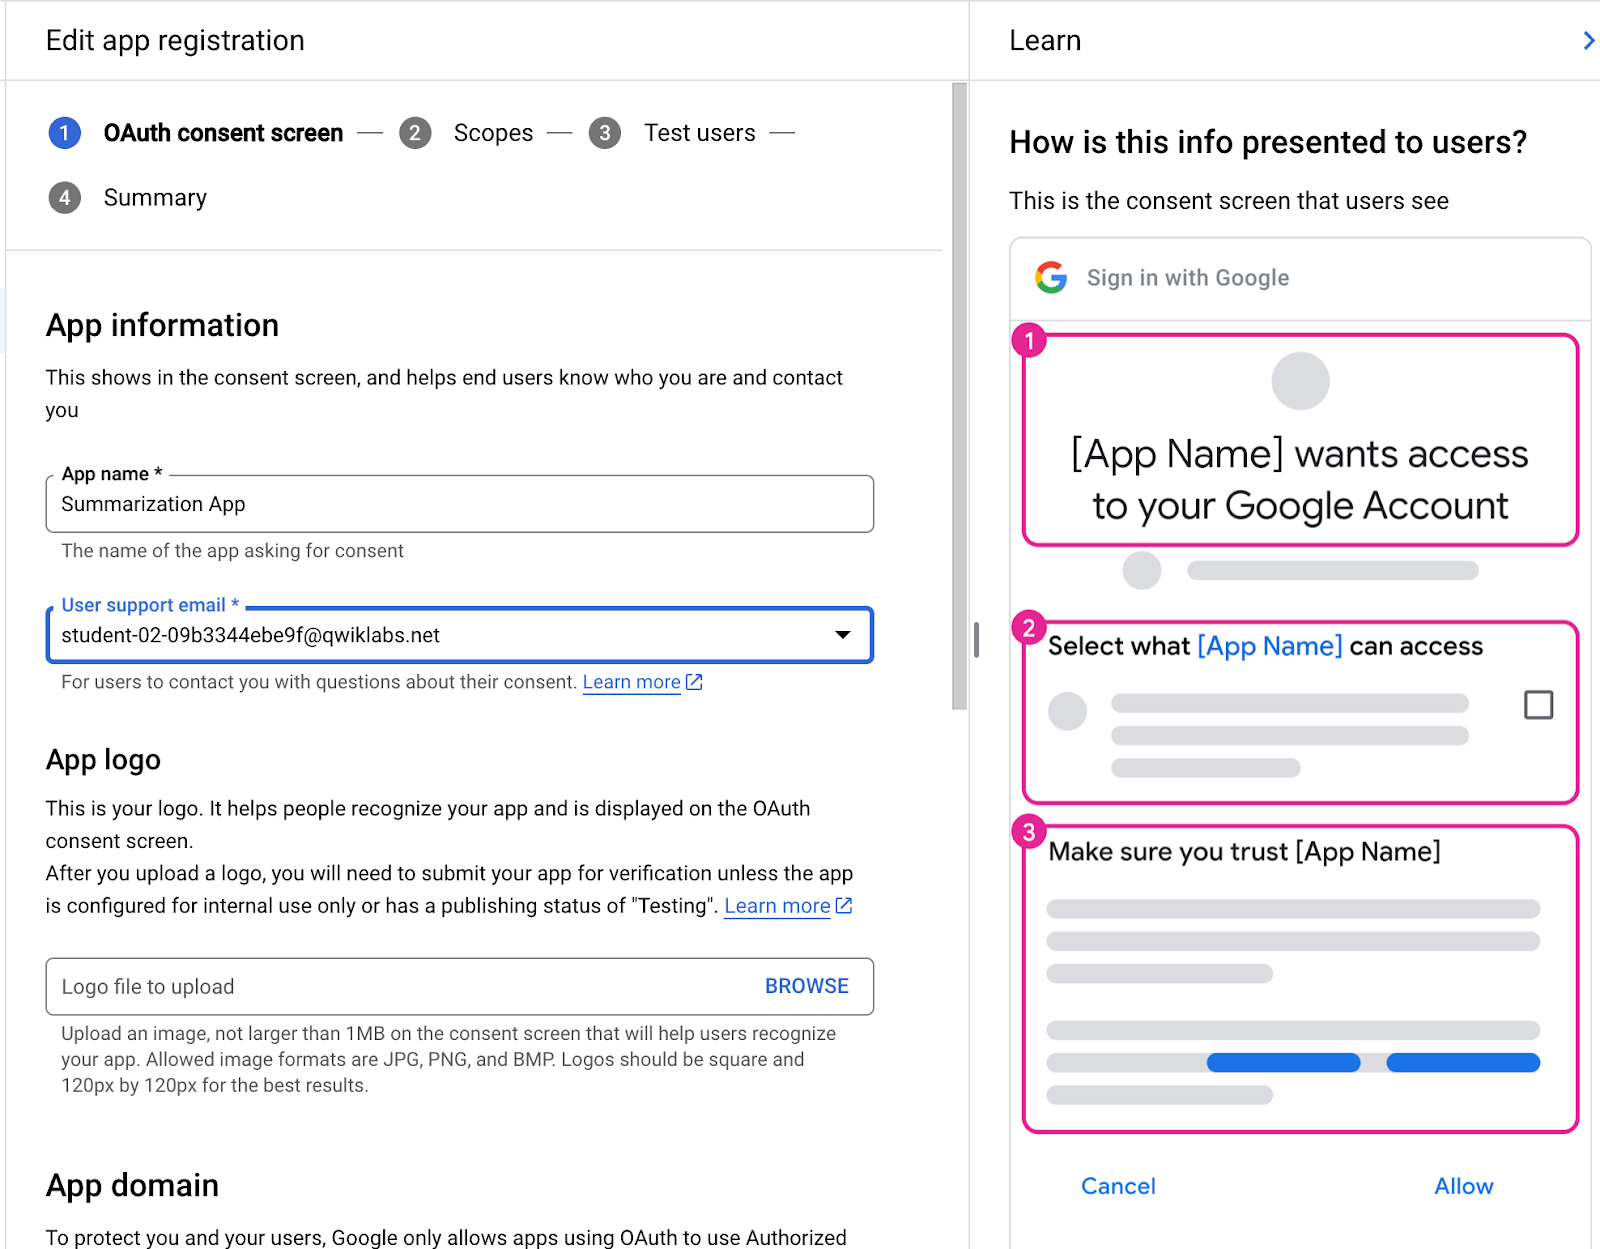 Edit app registration
1 OAuth consent screen — 2 Scopes — 3 Test users —
4 Summary
App information
This shows in the consent screen, and helps end users know who you are and contact
you
App name *
Summarization App
The name of the app asking for consent
User support email *
student-02-09b3344ebe9f@qwiklabs.net
For users to contact you with questions about their consent. Learn more
App logo
This is your logo. It helps people recognize your app and is displayed on the OAuth
consent screen.
After you upload a logo, you will need to submit your app for verification unless the app
is configured for internal use only or has a publishing status of "Testing". Learn more
Logo file to upload BROWSE
Upload an image, not larger than 1MB on the consent screen that will help users recognize
your app. Allowed image formats are JPG, PNG, and BMP. Logos should be square and
120px by 120px for the best results.
App domain
To protect you and your users, Google only allows apps using OAuth to use Authorized
Learn
How is this info presented to users?
This is the consent screen that users see
Sign in with Google
1
[App Name] wants access
to your Google Account
2
Select what [App Name] can access
3
Make sure you trust [App Name]
Cancel Allow